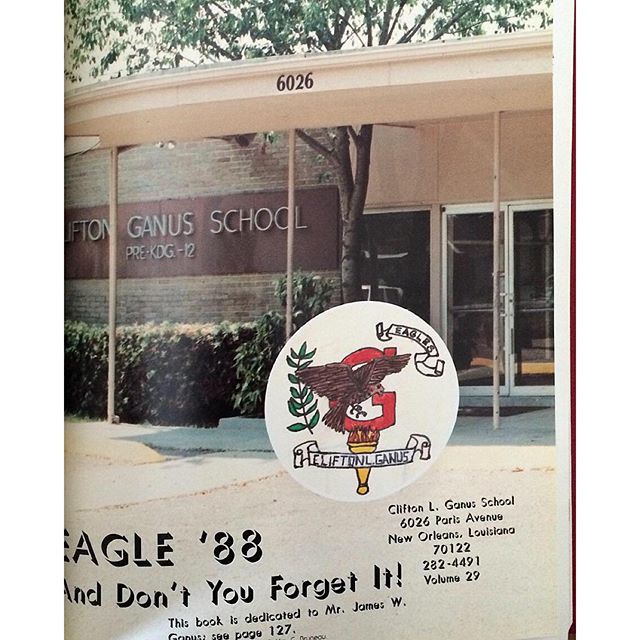 6026
CLIFTON GANUS SCHOOL
PRE-KDG.-12
EAGLES
G
CLIFTON L. GANUS
EAGLE '88
And Don't You Forget It!
Clifton L. Ganus School
6026 Paris Avenue
New Orleans, Louisiana
70122
282-4491
Volume 29
This book is dedicated to Mr. James W.
Ganus; see page 127.